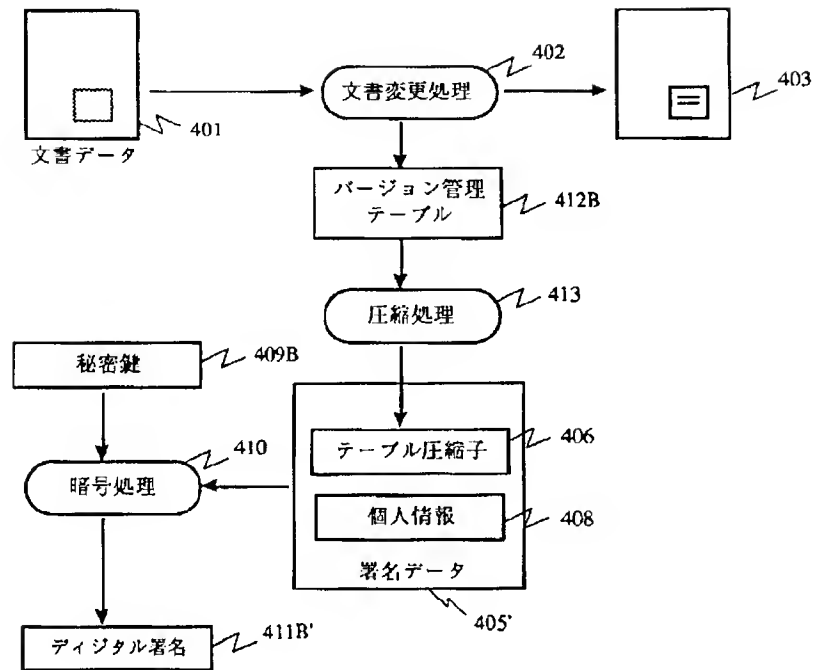 402
文書変更処理
403
401
文書データ
バージョン管理
テーブル
412B
413
圧縮処理
秘密鍵
409B
410
テーブル圧縮子
406
暗号処理
個人情報
408
署名データ
405'
ディジタル署名
411B'